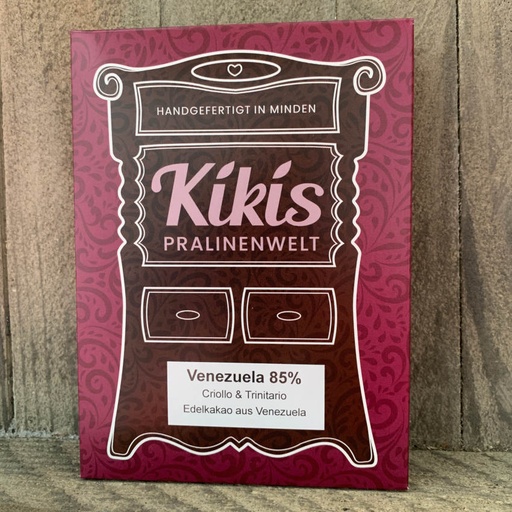 HANDGEFERTIGT IN MINDEN
Kikis
PRALINENWELT
Venezuela 85%
Criollo & Trinitario
Edelkakao aus Venezuela